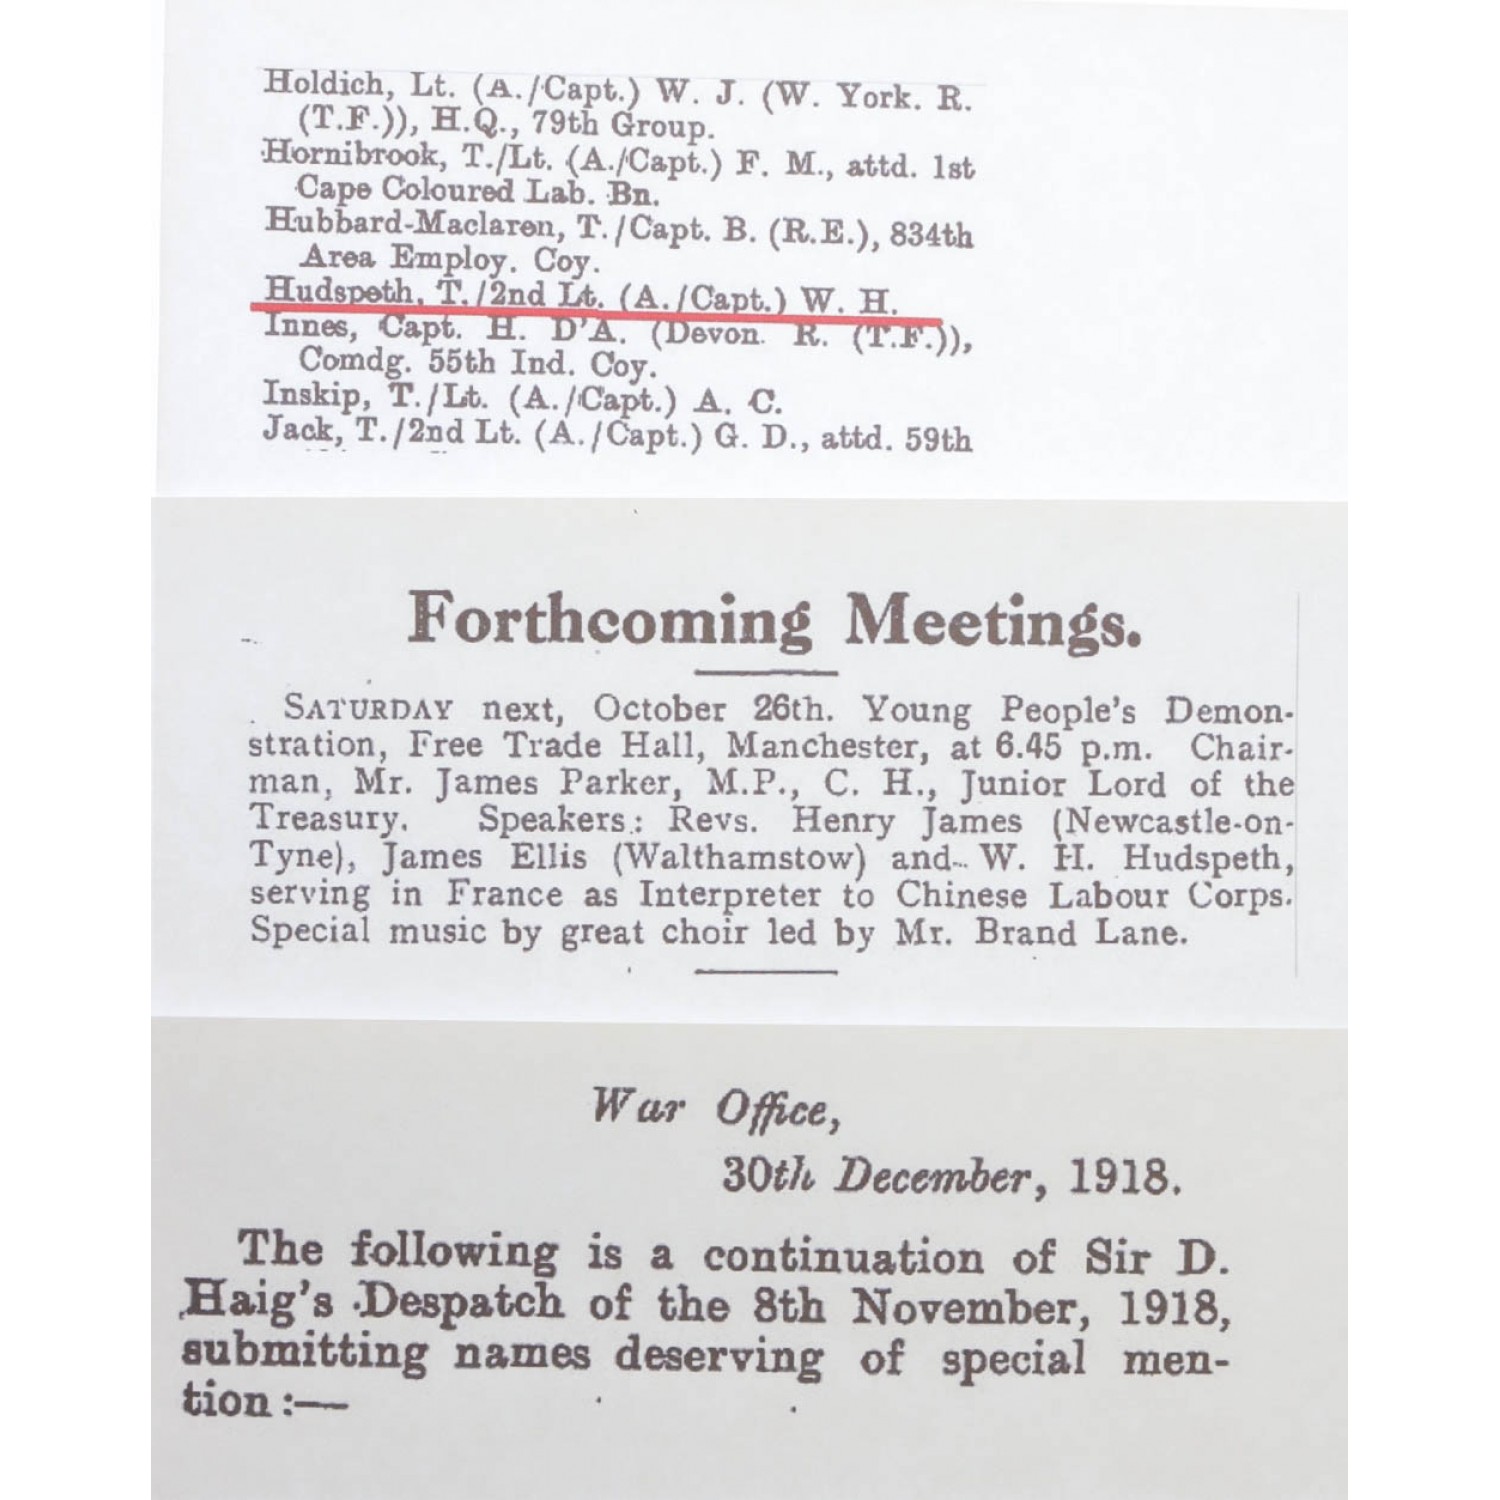 Holdich, Lt. (A./Capt.) W. J. (W. York. R.
(T.F.)), H.Q., 79th Group.
Hornibrook, T./Lt. (A./Capt.) F. M., attd. 1st
Cape Coloured Lab. Bn.
Hubbard-Maclaren, T./Capt. B. (R.E.), 834th
Area Employ. Coy.
Hudspeth, T./2nd Lt. (A./Capt.) W. H.
Innes, Capt. H. D'A. (Devon. R. (T.F.)),
Comdg. 55th Ind. Coy.
Inskip, T./Lt. (A./Capt.) A. C.
Jack, T./2nd Lt. (A./Capt.) G. D., attd. 59th
Forthcoming Meetings.
SATURDAY next, October 26th. Young People's Demon-
stration, Free Trade Hall, Manchester, at 6.45 p.m. Chair-
man, Mr. James Parker, M.P., C. H., Junior Lord of the
Treasury. Speakers: Revs. Henry James (Newcastle-on-
Tyne), James Ellis (Walthamstow) and W. H. Hudspeth,
serving in France as Interpreter to Chinese Labour Corps.
Special music by great choir led by Mr. Brand Lane.
War Office,
30th December, 1918.
The following is a continuation of Sir D.
Haig's Despatch of the 8th November, 1918,
submitting names deserving of special men-
tion:—